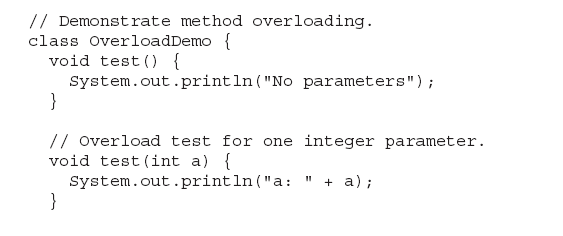 // Demonstrate method overloading.
class OverloadDemo {
  void test() {
    System.out.println("No parameters");
  }

  // Overload test for one integer parameter.
  void test(int a) {
    System.out.println("a: " + a);
  }